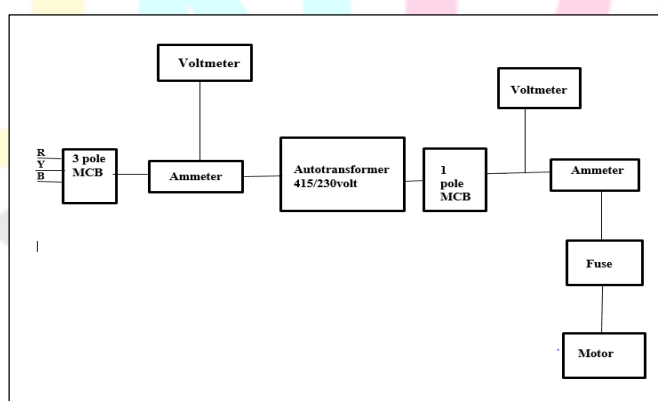 Voltmeter
Voltmeter
R
Y
B
3 pole
MCB
Ammeter
Autotransformer
415/230volt
1
pole
MCB
Ammeter
Fuse
Motor